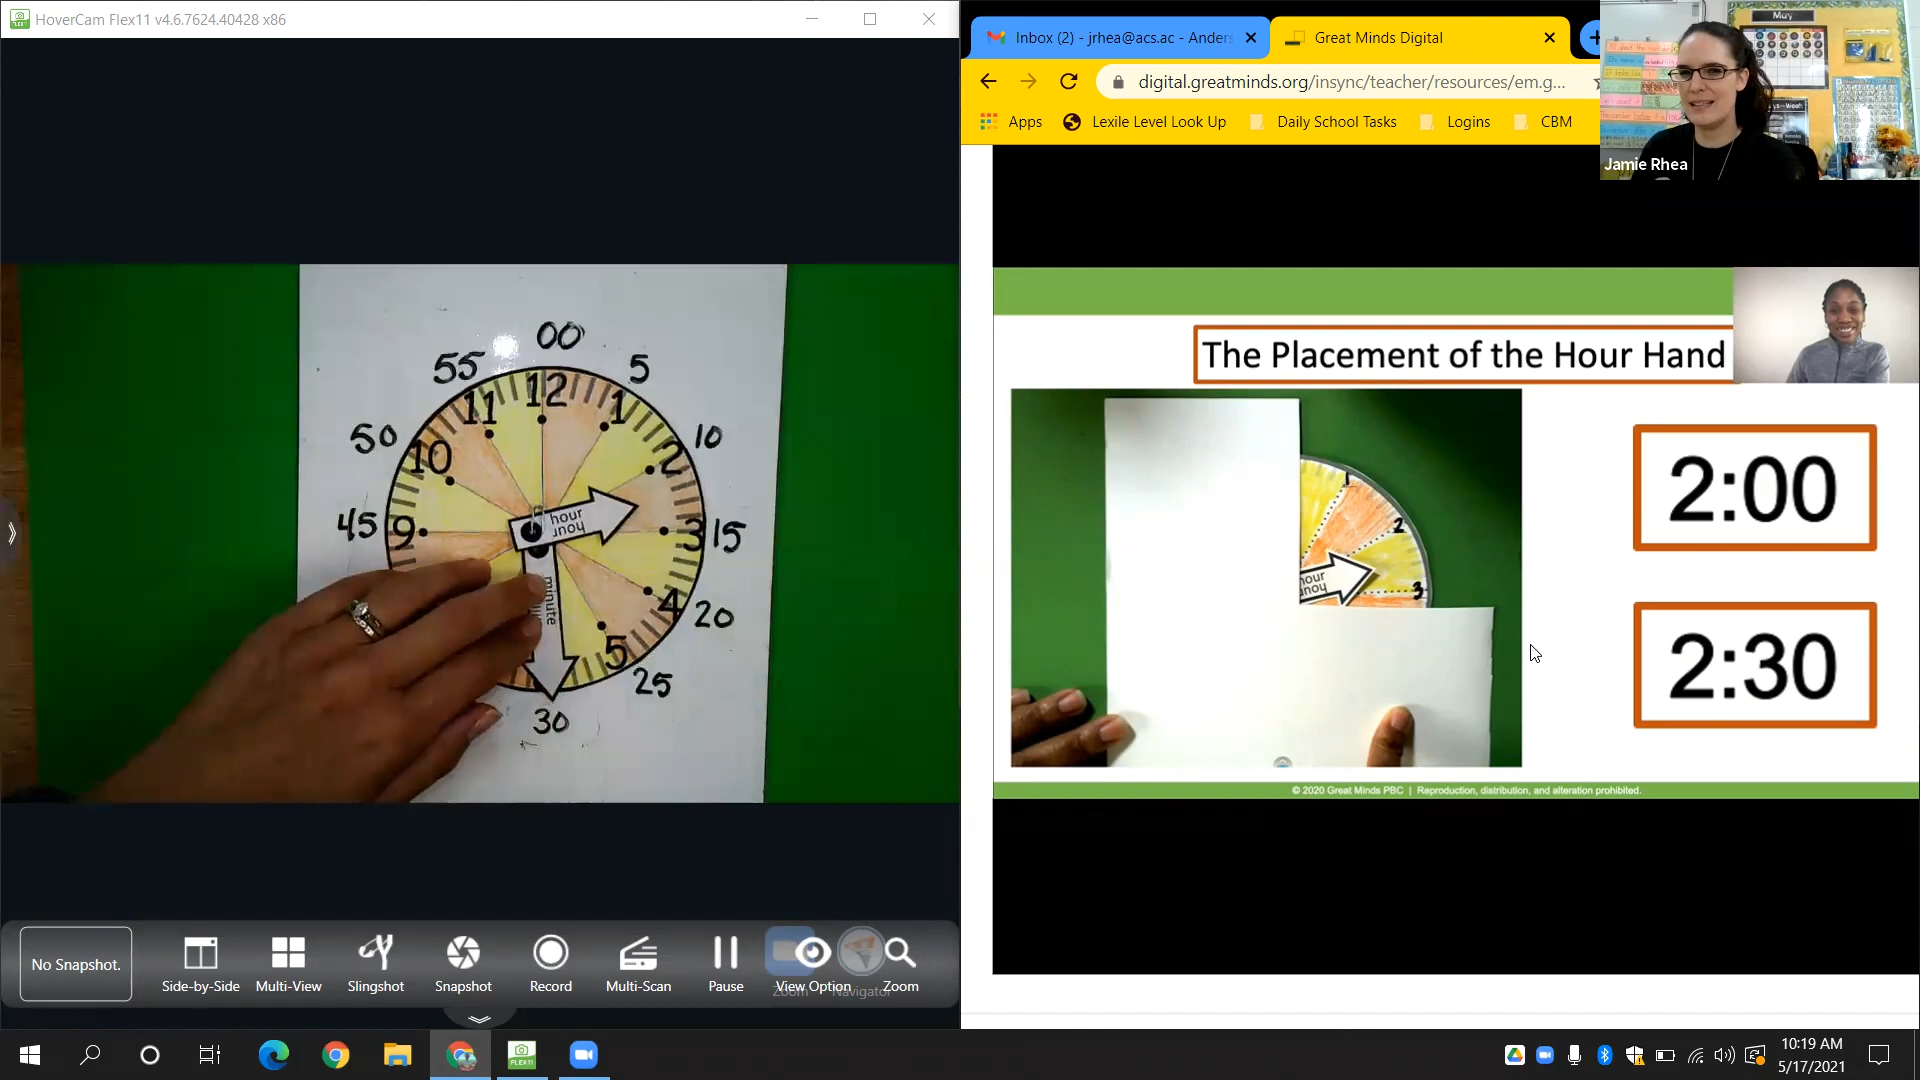 HoverCam Flex11 v4.6.7624.40428 x86
00
55
5
12
11
1
50
10
10
2
45
9
3
15
hour
hour
minute
4
20
5
25
30
No Snapshot.
Side-by-Side
Multi-View
Slingshot
Snapshot
Record
Multi-Scan
Pause
View Option
Zoom
Zoom
Navigator
Inbox (2) - jrhea@acs.ac - Anders
Great Minds Digital
digital.greatminds.org/insync/teacher/resources/em.g...
Apps
Lexile Level Look Up
Daily School Tasks
Logins
CBM
May
Jamie Rhea
The Placement of the Hour Hand
1
2
3
hour
hour
2:00
2:30
© 2020 Great Minds PBC | Reproduction, distribution, and alteration prohibited.
FLEX11
10:19 AM
5/17/2021